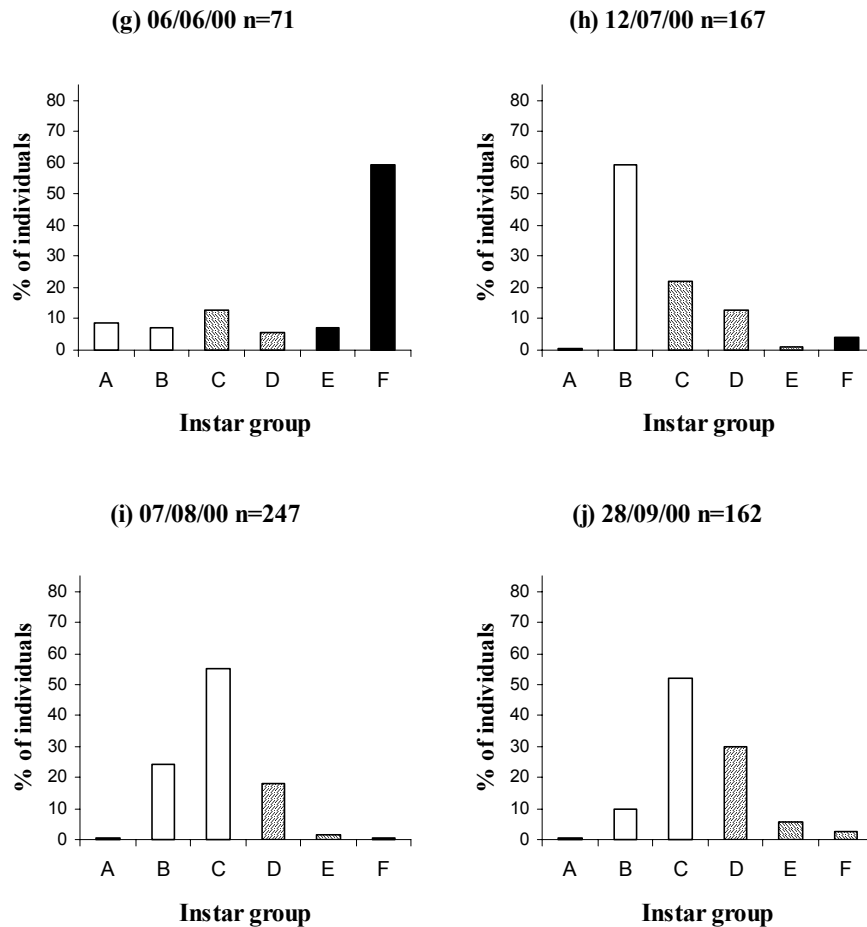 (g) 06/06/00 n=71
% of individuals
80
70
60
50
40
30
20
10
0
A B C D E F
Instar group
(h) 12/07/00 n=167
% of individuals
80
70
60
50
40
30
20
10
0
A B C D E F
Instar group
(i) 07/08/00 n=247
% of individuals
80
70
60
50
40
30
20
10
0
A B C D E F
Instar group
(j) 28/09/00 n=162
% of individuals
80
70
60
50
40
30
20
10
0
A B C D E F
Instar group